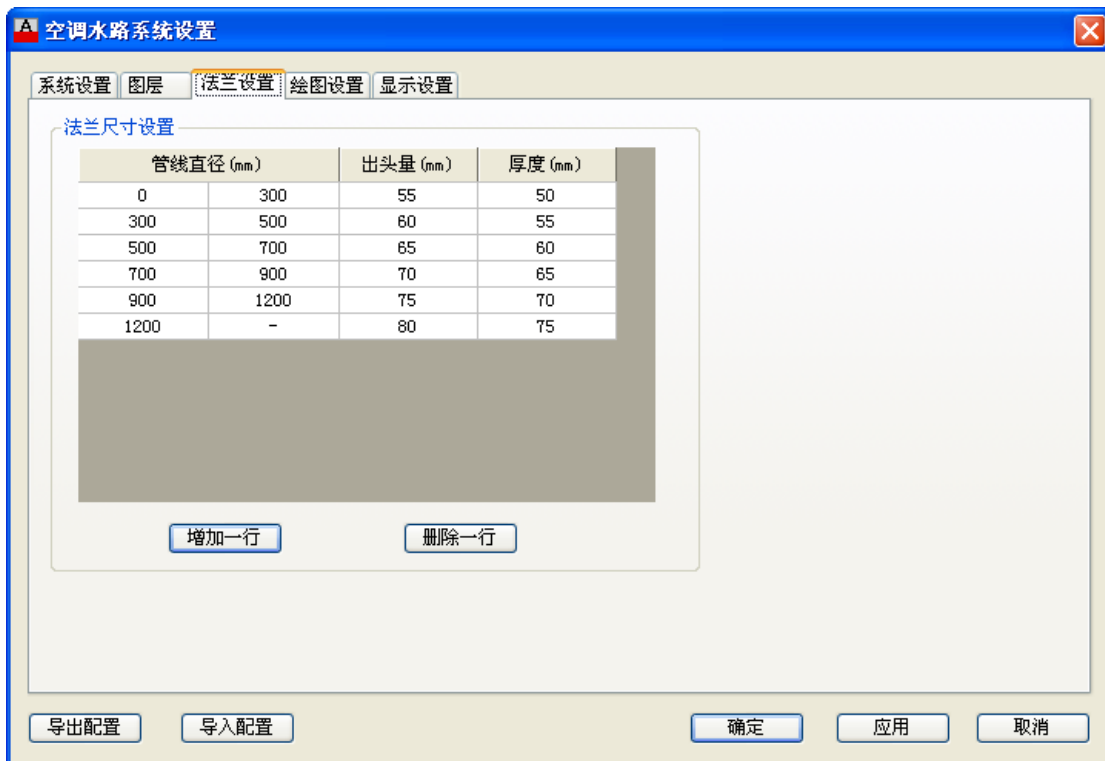 空调水路系统设置
系统设置 图层 法兰设置 绘图设置 显示设置
法兰尺寸设置
管线直径(mm) 出头量(mm) 厚度(mm)
0 300 55 50
300 500 60 55
500 700 65 60
700 900 70 65
900 1200 75 70
1200 - 80 75
增加一行 删除一行
导出配置 导入配置 确定 应用 取消